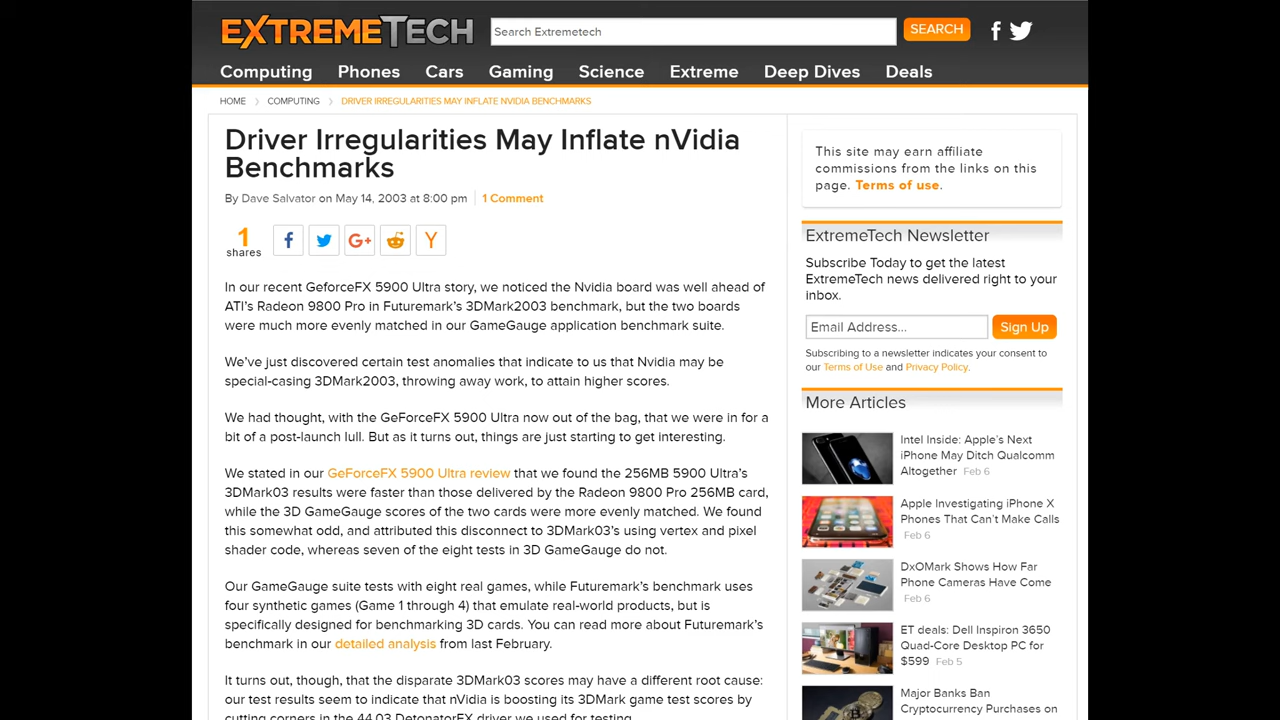 EXTREMETECH
Search Extremetech
SEARCH
Computing Phones Cars Gaming Science Extreme Deep Dives Deals
HOME > COMPUTING > DRIVER IRREGULARITIES MAY INFLATE NVIDIA BENCHMARKS
Driver Irregularities May Inflate nVidia
Benchmarks
By Dave Salvator on May 14, 2003 at 8:00 pm 1 Comment
1
shares
In our recent GeforceFX 5900 Ultra story, we noticed the Nvidia board was well ahead of
ATI's Radeon 9800 Pro in Futuremark's 3DMark2003 benchmark, but the two boards
were much more evenly matched in our GameGauge application benchmark suite.
We've just discovered certain test anomalies that indicate to us that Nvidia may be
special-casing 3DMark2003, throwing away work, to attain higher scores.
We had thought, with the GeForceFX 5900 Ultra now out of the bag, that we were in for a
bit of a post-launch lull. But as it turns out, things are just starting to get interesting.
We stated in our GeForceFX 5900 Ultra review that we found the 256MB 5900 Ultra's
3DMark03 results were faster than those delivered by the Radeon 9800 Pro 256MB card,
while the 3D GameGauge scores of the two cards were more evenly matched. We found
this somewhat odd, and attributed this disconnect to 3DMark03's using vertex and pixel
shader code, whereas seven of the eight tests in 3D GameGauge do not.
Our GameGauge suite tests with eight real games, while Futuremark's benchmark uses
four synthetic games (Game 1 through 4) that emulate real-world products, but is
specifically designed for benchmarking 3D cards. You can read more about Futuremark's
benchmark in our detailed analysis from last February.
It turns out, though, that the disparate 3DMark03 scores may have a different root cause:
our test results seem to indicate that nVidia is boosting its 3DMark game test scores by
cutting corners in the 44.03 DetonatorFX driver we used for testing.
This site may earn affiliate
commissions from the links on this
page. Terms of use.
ExtremeTech Newsletter
Subscribe Today to get the latest
ExtremeTech news delivered right to your
inbox.
Email Address...
Sign Up
Subscribing to a newsletter indicates your consent to
our Terms of Use and Privacy Policy.
More Articles
Intel Inside: Apple's Next
iPhone May Ditch Qualcomm
Altogether Feb 6
Apple Investigating iPhone X
Phones That Can't Make Calls
Feb 6
DxOMark Shows How Far
Phone Cameras Have Come
Feb 6
ET deals: Dell Inspiron 3650
Quad-Core Desktop PC for
$599 Feb 5
Major Banks Ban
Cryptocurrency Purchases on